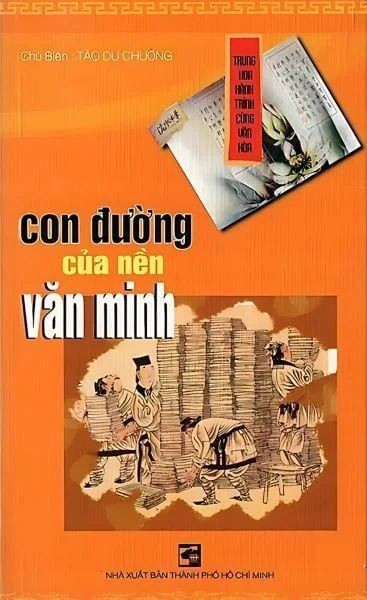 Chủ Biên : TÀO DƯ CHƯƠNG
TRUNG
HOA
HÀNH
TRÌNH
CÙNG
VĂN
HÓA
con đường
của nền
văn minh
NHÀ XUẤT BẢN THÀNH PHỐ HỒ CHÍ MINH